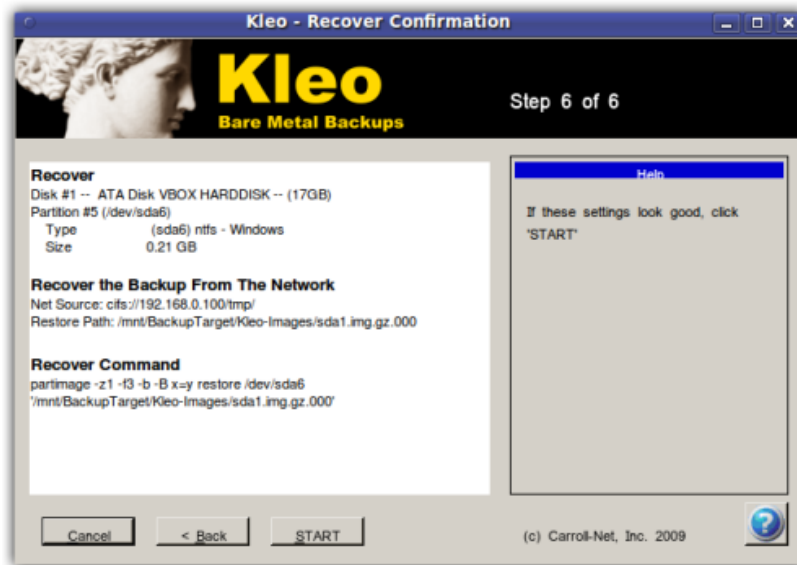 Kleo - Recover Confirmation
Kleo
Bare Metal Backups
Step 6 of 6
Recover
Disk #1 -- ATA Disk VBOX HARDDISK -- (17GB)
Partition #5 (/dev/sda6)
Type (sda6) ntfs - Windows
Size 0.21 GB
Recover the Backup From The Network
Net Source: cifs://192.168.0.100/tmp/
Restore Path: /mnt/BackupTarget/Kleo-Images/sda1.img.gz.000
Recover Command
partimage -z1 -f3 -b -B x=y restore /dev/sda6
'/mnt/BackupTarget/Kleo-Images/sda1.img.gz.000'
Help
If these settings look good, click
'START'
Cancel
< Back
START
(c) Carroll-Net, Inc. 2009
?